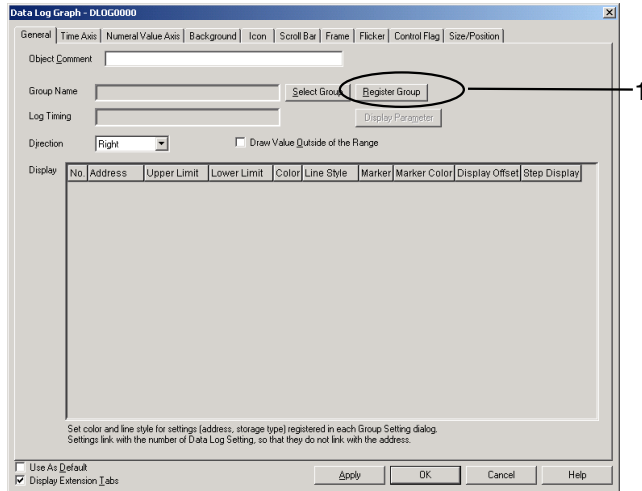 Data Log Graph - DLOG0000
General Time Axis Numeral Value Axis Background Icon Scroll Bar Frame Flicker Control Flag Size/Position
Object Comment
Group Name Select Group Register Group 1
Log Timing Display Parameter
Direction Right Draw Value Outside of the Range
Display No. Address Upper Limit Lower Limit Color Line Style Marker Marker Color Display Offset Step Display
Set color and line style for settings (address, storage type) registered in each Group Setting dialog.
Settings link with the number of Data Log Setting, so that they do not link with the address.
Use As Default
Display Extension Tabs Apply OK Cancel Help